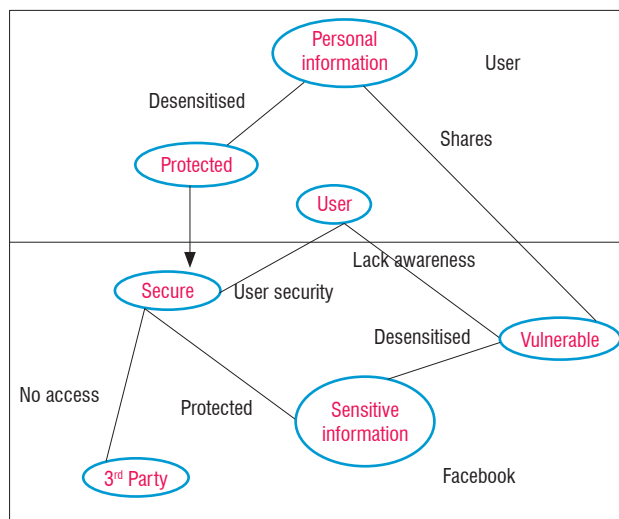 Personal
information
User
Desensitised
Shares
Protected
User
Lack awareness
Secure
User security
Desensitised
Vulnerable
No access
Protected
Sensitive
information
3rd Party
Facebook